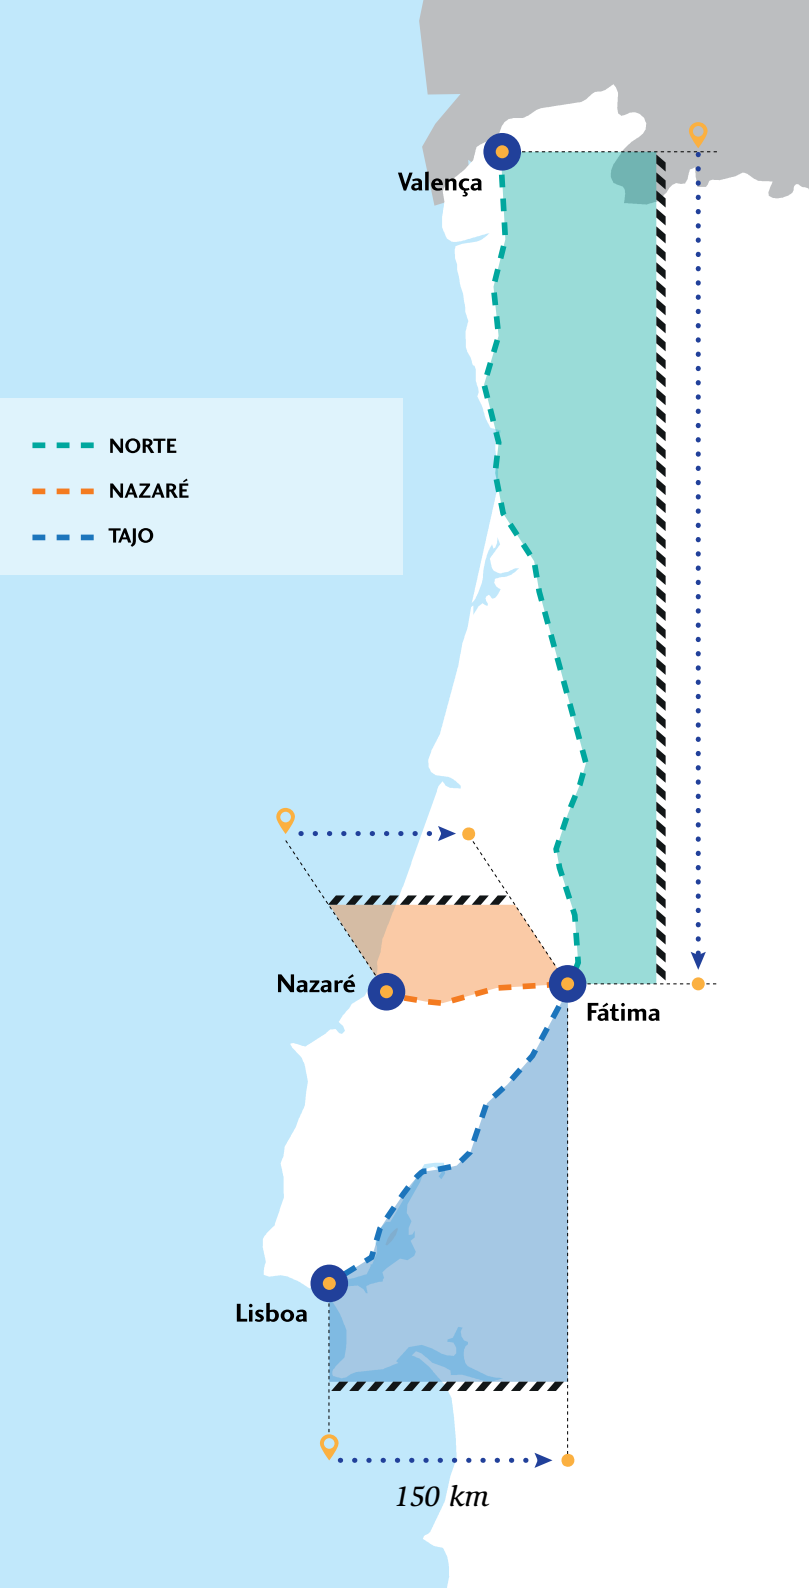 Valença
NORTE
NAZARÉ
TAJO
Nazaré
Fátima
Lisboa
150 km